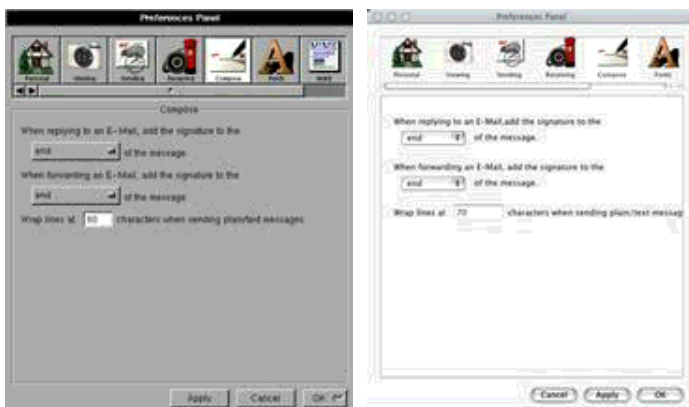 Preferences Panel
Personal Viewing Sending Receiving Compose Fonts
Compose
When replying to an E-Mail, add the signature to the
end of the message.
When forwarding an E-Mail, add the signature to the
end of the message.
Wrap lines at 60 characters when sending plain/text messages
Apply Cancel OK
Preferences Panel
Personal Viewing Sending Receiving Compose Fonts
When replying to an E-Mail,add the signature to the
end of the message.
When forwarding an E-Mail, add the signature to the
end of the message.
Wrap lines at 70 characters when sending plain/text messag
Cancel Apply OK